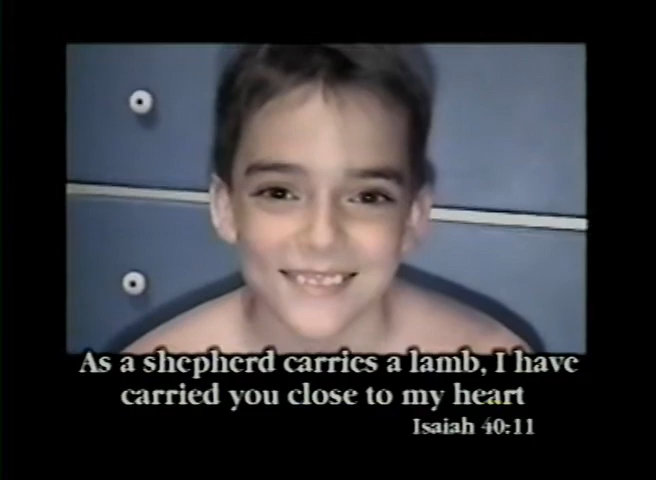 As a shepherd carries a lamb, I have
carried you close to my heart
Isaiah 40:11